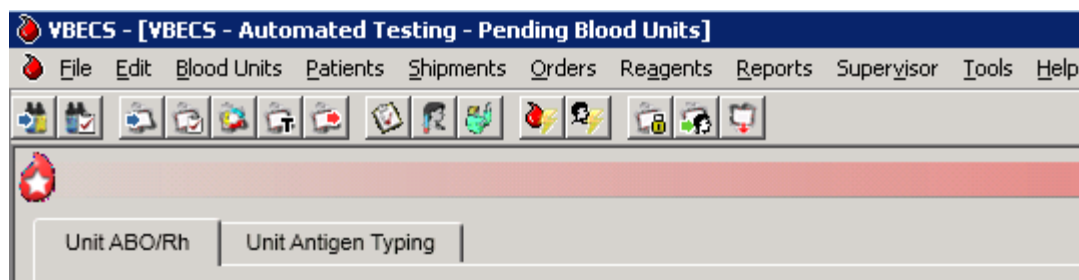 VBECS - [VBECS - Automated Testing - Pending Blood Units]
File Edit Blood Units Patients Shipments Orders Reagents Reports Supervisor Tools Help
Unit ABO/Rh Unit Antigen Typing